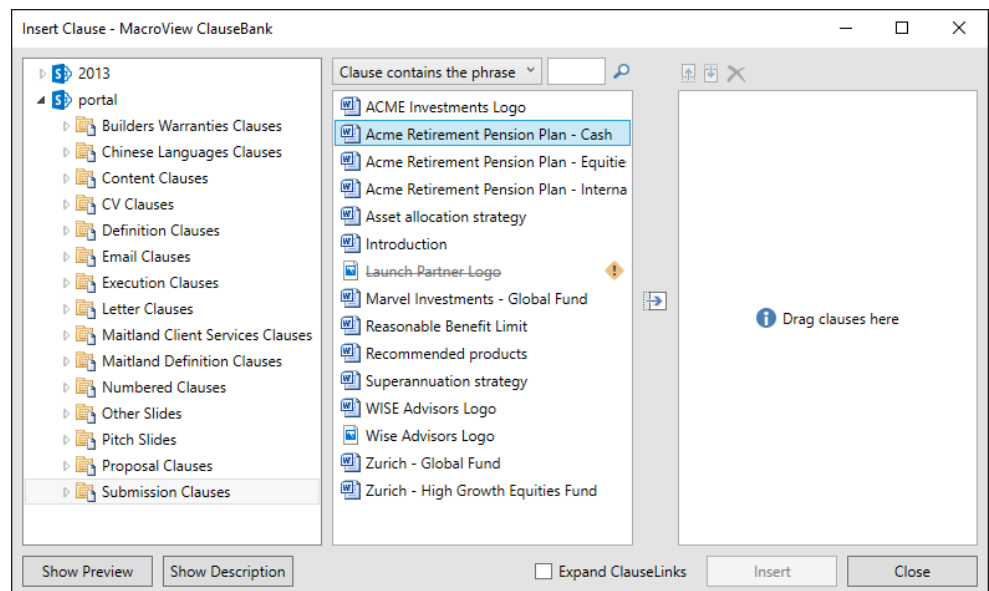 Insert Clause - MacroView ClauseBank
2013
portal
Builders Warranties Clauses
Chinese Languages Clauses
Content Clauses
CV Clauses
Definition Clauses
Email Clauses
Execution Clauses
Letter Clauses
Maitland Client Services Clauses
Maitland Definition Clauses
Numbered Clauses
Other Slides
Pitch Slides
Proposal Clauses
Submission Clauses
Clause contains the phrase
ACME Investments Logo
Acme Retirement Pension Plan - Cash
Acme Retirement Pension Plan - Equitie
Acme Retirement Pension Plan - Interna
Asset allocation strategy
Introduction
Launch Partner Logo
Marvel Investments - Global Fund
Reasonable Benefit Limit
Recommended products
Superannuation strategy
WISE Advisors Logo
Wise Advisors Logo
Zurich - Global Fund
Zurich - High Growth Equities Fund
Drag clauses here
Show Preview
Show Description
Expand ClauseLinks
Insert
Close